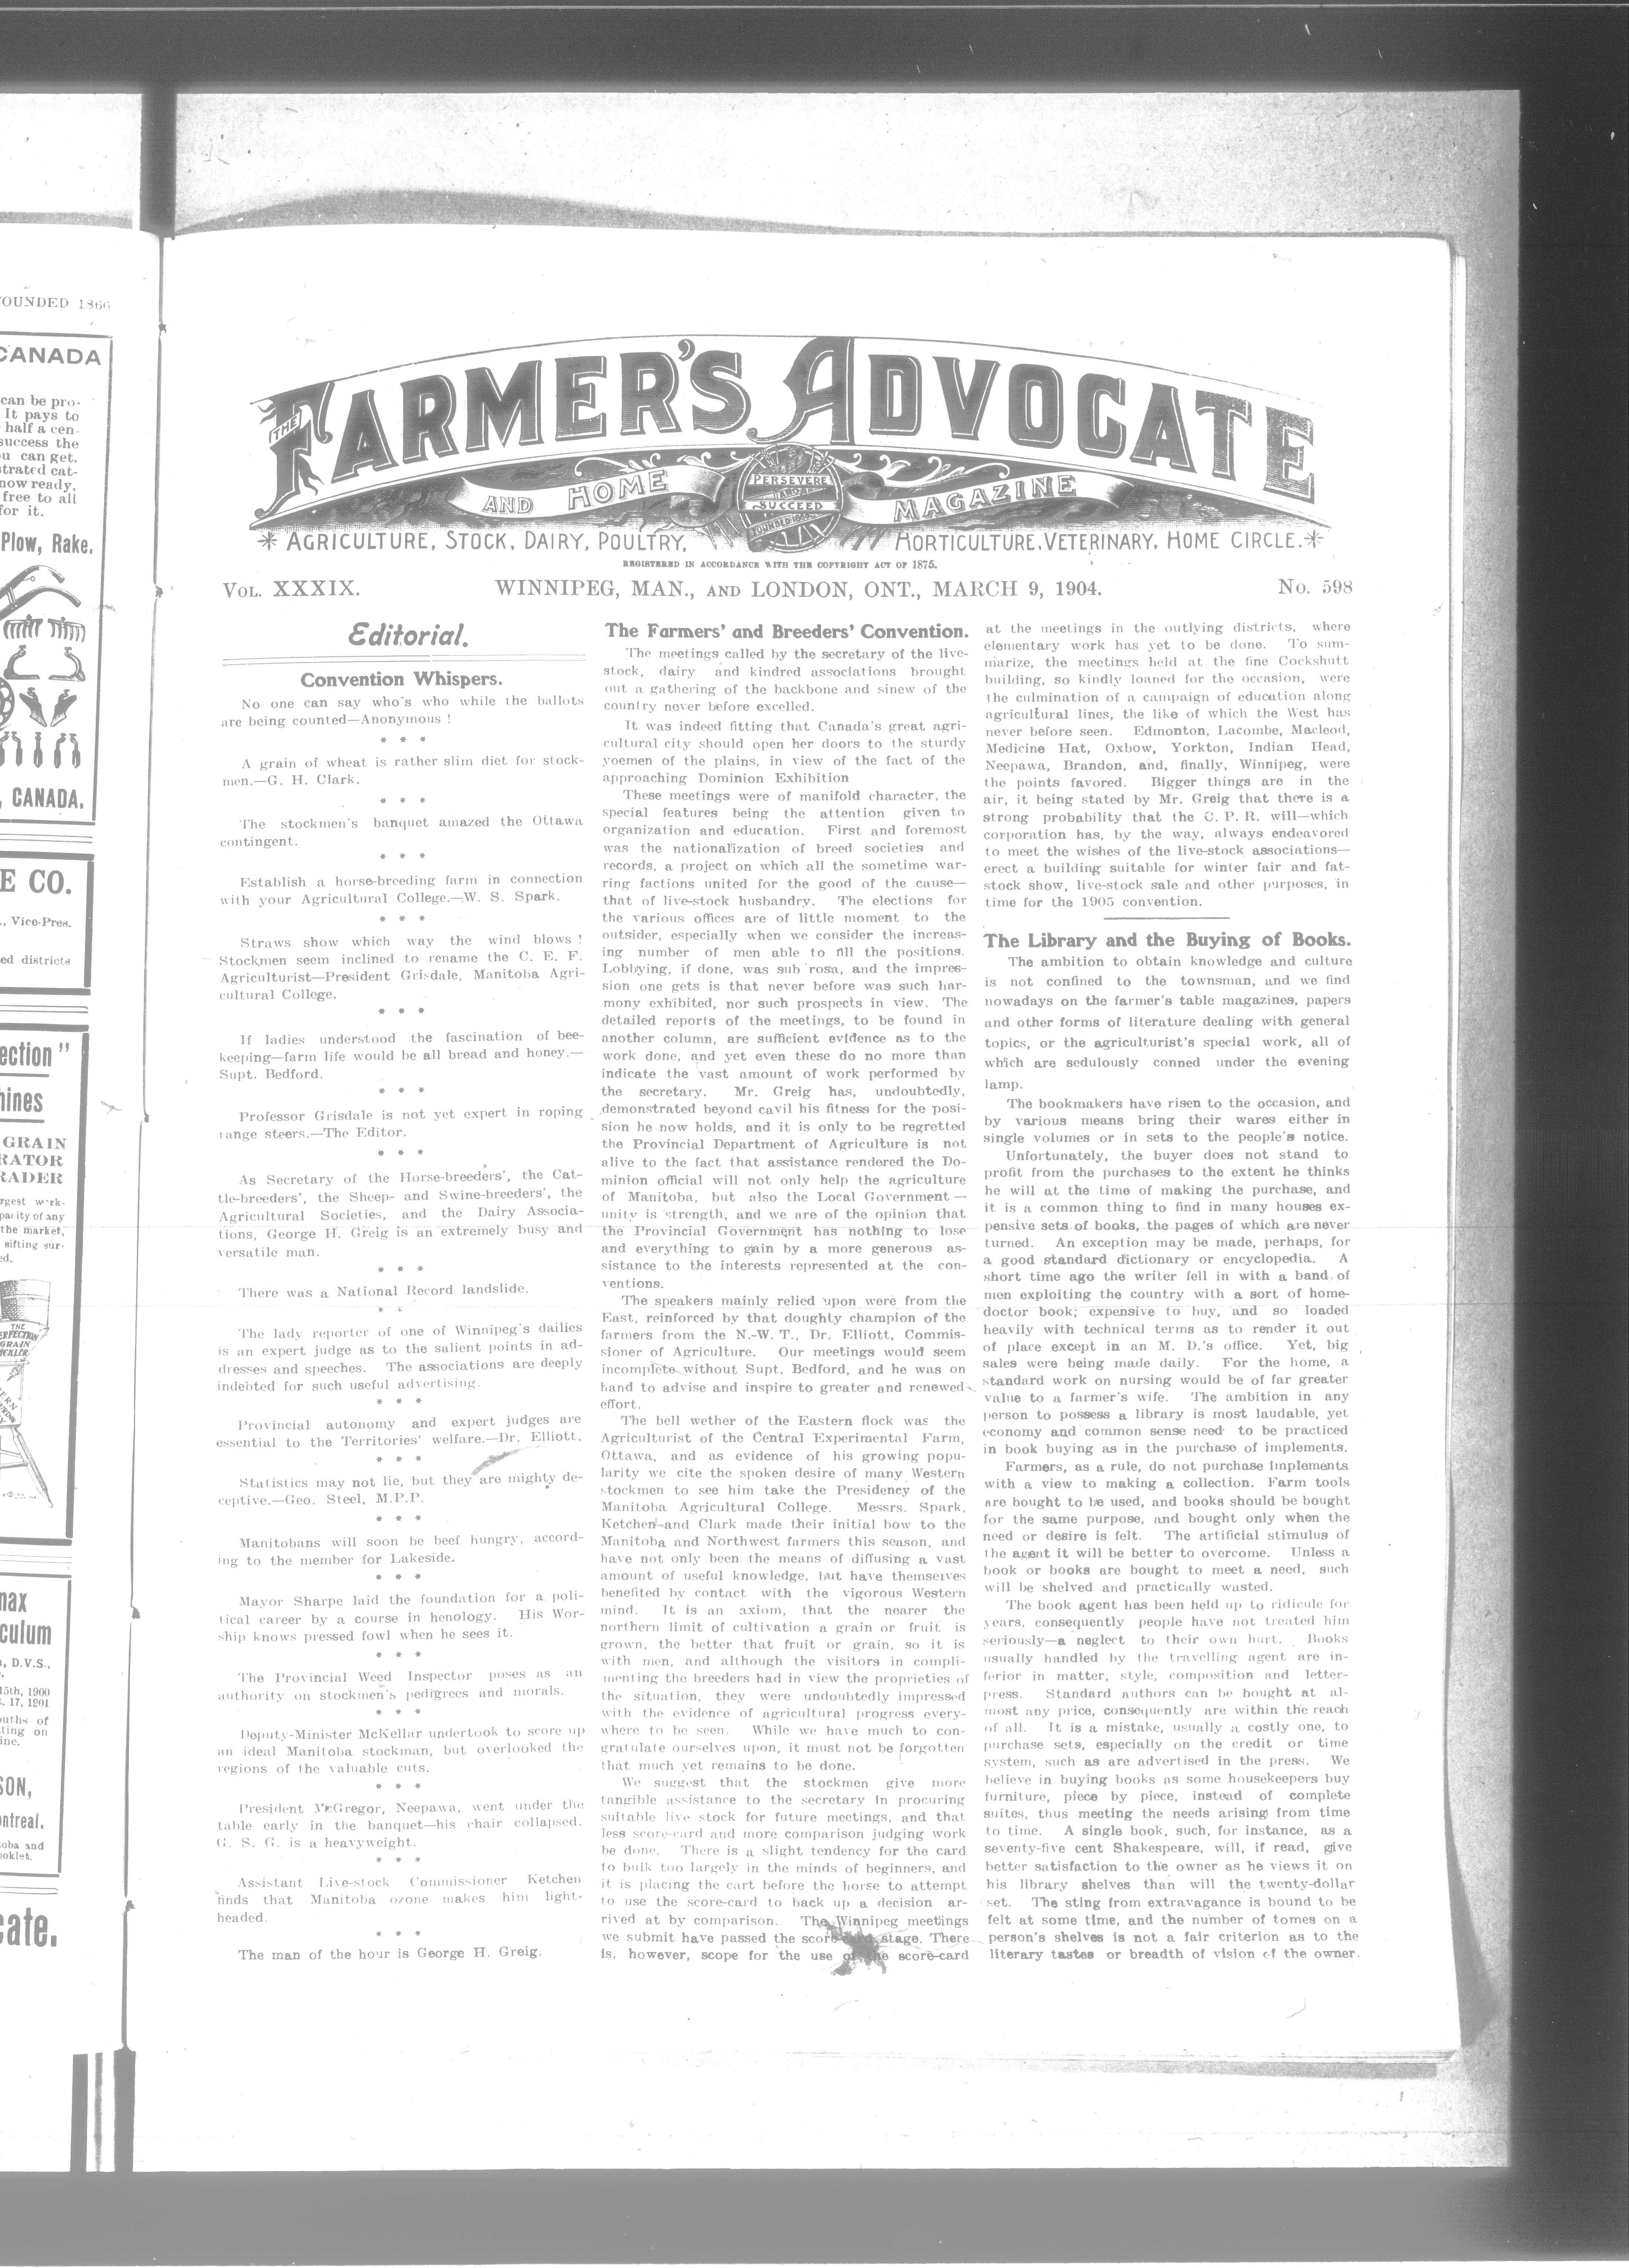 FOUNDED 1866
CANADA
can be pro-
It pays to
half a cen-
success the
u can get.
strated cat-
now ready,
free to all
for it.
Plow, Rake,
, CANADA.
E CO.
., Vice-Pres.
ed districts
ection"
hines
GRAIN
RATOR
RADER
rgest work-
pacity of any
the market,
sifting sur-
ed.
THE
PERFECTION
GRAIN
PICKLER
max
culum
, D.V.S.,
15th, 1900
. 17, 1901
ouths of
ting on
ine.
SON,
ontreal.
oba and
ooklet.
cate.
THE
FARMER'S ADVOCATE
AND HOME MAGAZINE
PERSEVERE
AND
SUCCEED
FOUNDED 1866
AGRICULTURE, STOCK, DAIRY, POULTRY, HORTICULTURE, VETERINARY, HOME CIRCLE.
REGISTERED IN ACCORDANCE WITH THE COPYRIGHT ACT OF 1875.
VOL. XXXIX. WINNIPEG, MAN., AND LONDON, ONT., MARCH 9, 1904. No. 598
Editorial.
Convention Whispers.
No one can say who's who while the ballots
are being counted—Anonymous !
* * *
A grain of wheat is rather slim diet for stock-
men.—G. H. Clark.
* * *
The stockmen's banquet amazed the Ottawa
contingent.
* * *
Establish a horse-breeding farm in connection
with your Agricultural College.—W. S. Spark.
* * *
Straws show which way the wind blows !
Stockmen seem inclined to rename the C. E. F.
Agriculturist—President Grisdale, Manitoba Agri-
cultural College.
* * *
If ladies understood the fascination of bee-
keeping—farm life would be all bread and honey.—
Supt. Bedford.
* * *
Professor Grisdale is not yet expert in roping
range steers.—The Editor.
* * *
As Secretary of the Horse-breeders', the Cat-
tle-breeders', the Sheep- and Swine-breeders', the
Agricultural Societies, and the Dairy Associa-
tions, George H. Greig is an extremely busy and
versatile man.
* * *
There was a National Record landslide.
* *
The lady reporter of one of Winnipeg's dailies
is an expert judge as to the salient points in ad-
dresses and speeches. The associations are deeply
indebted for such useful advertising.
* * *
Provincial autonomy and expert judges are
essential to the Territories' welfare.—Dr. Elliott.
* * *
Statistics may not lie, but they are mighty de-
ceptive.—Geo. Steel, M.P.P.
* * *
Manitobans will soon be beef hungry, accord-
ing to the member for Lakeside.
* * *
Mayor Sharpe laid the foundation for a poli-
tical career by a course in henology. His Wor-
ship knows pressed fowl when he sees it.
* * *
The Provincial Weed Inspector poses as an
authority on stockmen's pedigrees and morals.
* * *
Deputy-Minister McKellar undertook to score up
an ideal Manitoba stockman, but overlooked the
regions of the valuable cuts.
* * *
President McGregor, Neepawa, went under the
table early in the banquet—his chair collapsed.
G. S. G. is a heavyweight.
* * *
Assistant Live-stock Commissioner Ketchen
finds that Manitoba ozone makes him light-
headed.
* * *
The man of the hour is George H. Greig.
The Farmers' and Breeders' Convention.
The meetings called by the secretary of the live-
stock, dairy and kindred associations brought
out a gathering of the backbone and sinew of the
country never before excelled.
It was indeed fitting that Canada's great agri-
cultural city should open her doors to the sturdy
yoemen of the plains, in view of the fact of the
approaching Dominion Exhibition
These meetings were of manifold character, the
special features being the attention given to
organization and education. First and foremost
was the nationalization of breed societies and
records, a project on which all the sometime war-
ring factions united for the good of the cause—
that of live-stock husbandry. The elections for
the various offices are of little moment to the
outsider, especially when we consider the increas-
ing number of men able to fill the positions.
Lobbying, if done, was sub rosa, and the impres-
sion one gets is that never before was such har-
mony exhibited, nor such prospects in view. The
detailed reports of the meetings, to be found in
another column, are sufficient evidence as to the
work done, and yet even these do no more than
indicate the vast amount of work performed by
the secretary. Mr. Greig has, undoubtedly,
demonstrated beyond cavil his fitness for the posi-
sion he now holds, and it is only to be regretted
the Provincial Department of Agriculture is not
alive to the fact that assistance rendered the Do-
minion official will not only help the agriculture
of Manitoba, but also the Local Government—
unity is strength, and we are of the opinion that
the Provincial Government has nothing to lose
and everything to gain by a more generous as-
sistance to the interests represented at the con-
ventions.
The speakers mainly relied upon were from the
East, reinforced by that doughty champion of the
farmers from the N.-W. T., Dr. Elliott, Commis-
sioner of Agriculture. Our meetings would seem
incomplete without Supt. Bedford, and he was on
hand to advise and inspire to greater and renewed
effort.
The bell wether of the Eastern flock was the
Agriculturist of the Central Experimental Farm,
Ottawa, and as evidence of his growing popu-
larity we cite the spoken desire of many Western
stockmen to see him take the Presidency of the
Manitoba Agricultural College. Messrs. Spark,
Ketchen and Clark made their initial bow to the
Manitoba and Northwest farmers this season, and
have not only been the means of diffusing a vast
amount of useful knowledge, but have themselves
benefited by contact with the vigorous Western
mind. It is an axiom, that the nearer the
northern limit of cultivation a grain or fruit is
grown, the better that fruit or grain, so it is
with men, and although the visitors in compli-
menting the breeders had in view the proprieties of
the situation, they were undoubtedly impressed
with the evidence of agricultural progress every-
where to be seen. While we have much to con-
gratulate ourselves upon, it must not be forgotten
that much yet remains to be done.
We suggest that the stockmen give more
tangible assistance to the secretary in procuring
suitable live stock for future meetings, and that
less score-card and more comparison judging work
be done. There is a slight tendency for the card
to bulk too largely in the minds of beginners, and
it is placing the cart before the horse to attempt
to use the score-card to back up a decision ar-
rived at by comparison. The Winnipeg meetings
we submit have passed the score-card stage. There
is, however, scope for the use of the score-card
at the meetings in the outlying districts, where
elementary work has yet to be done. To sum-
marize, the meetings held at the fine Cockshutt
building, so kindly loaned for the occasion, were
the culmination of a campaign of education along
agricultural lines, the like of which the West has
never before seen. Edmonton, Lacombe, Macleod,
Medicine Hat, Oxbow, Yorkton, Indian Head,
Neepawa, Brandon, and, finally, Winnipeg, were
the points favored. Bigger things are in the
air, it being stated by Mr. Greig that there is a
strong probability that the C. P. R. will—which
corporation has, by the way, always endeavored
to meet the wishes of the live-stock associations—
erect a building suitable for winter fair and fat-
stock show, live-stock sale and other purposes, in
time for the 1905 convention.
The Library and the Buying of Books.
The ambition to obtain knowledge and culture
is not confined to the townsman, and we find
nowadays on the farmer's table magazines, papers
and other forms of literature dealing with general
topics, or the agriculturist's special work, all of
which are sedulously conned under the evening
lamp.
The bookmakers have risen to the occasion, and
by various means bring their wares either in
single volumes or in sets to the people's notice.
Unfortunately, the buyer does not stand to
profit from the purchases to the extent he thinks
he will at the time of making the purchase, and
it is a common thing to find in many houses ex-
pensive sets of books, the pages of which are never
turned. An exception may be made, perhaps, for
a good standard dictionary or encyclopedia. A
short time ago the writer fell in with a band of
men exploiting the country with a sort of home-
doctor book; expensive to buy, and so loaded
heavily with technical terms as to render it out
of place except in an M. D.'s office. Yet, big
sales were being made daily. For the home, a
standard work on nursing would be of far greater
value to a farmer's wife. The ambition in any
person to possess a library is most laudable, yet
economy and common sense need to be practiced
in book buying as in the purchase of implements.
Farmers, as a rule, do not purchase implements
with a view to making a collection. Farm tools
are bought to be used, and books should be bought
for the same purpose, and bought only when the
need or desire is felt. The artificial stimulus of
the agent it will be better to overcome. Unless a
book or books are bought to meet a need, such
will be shelved and practically wasted.
The book agent has been held up to ridicule for
years, consequently people have not treated him
seriously—a neglect to their own hurt. Books
usually handled by the travelling agent are in-
ferior in matter, style, composition and letter-
press. Standard authors can be bought at al-
most any price, consequently are within the reach
of all. It is a mistake, usually a costly one, to
purchase sets, especially on the credit or time
system, such as are advertised in the press. We
believe in buying books as some housekeepers buy
furniture, piece by piece, instead of complete
suites, thus meeting the needs arising from time
to time. A single book, such, for instance, as a
seventy-five cent Shakespeare, will, if read, give
better satisfaction to the owner as he views it on
his library shelves than will the twenty-dollar
set. The sting from extravagance is bound to be
felt at some time, and the number of tomes on a
person's shelves is not a fair criterion as to the
literary tastes or breadth of vision of the owner.